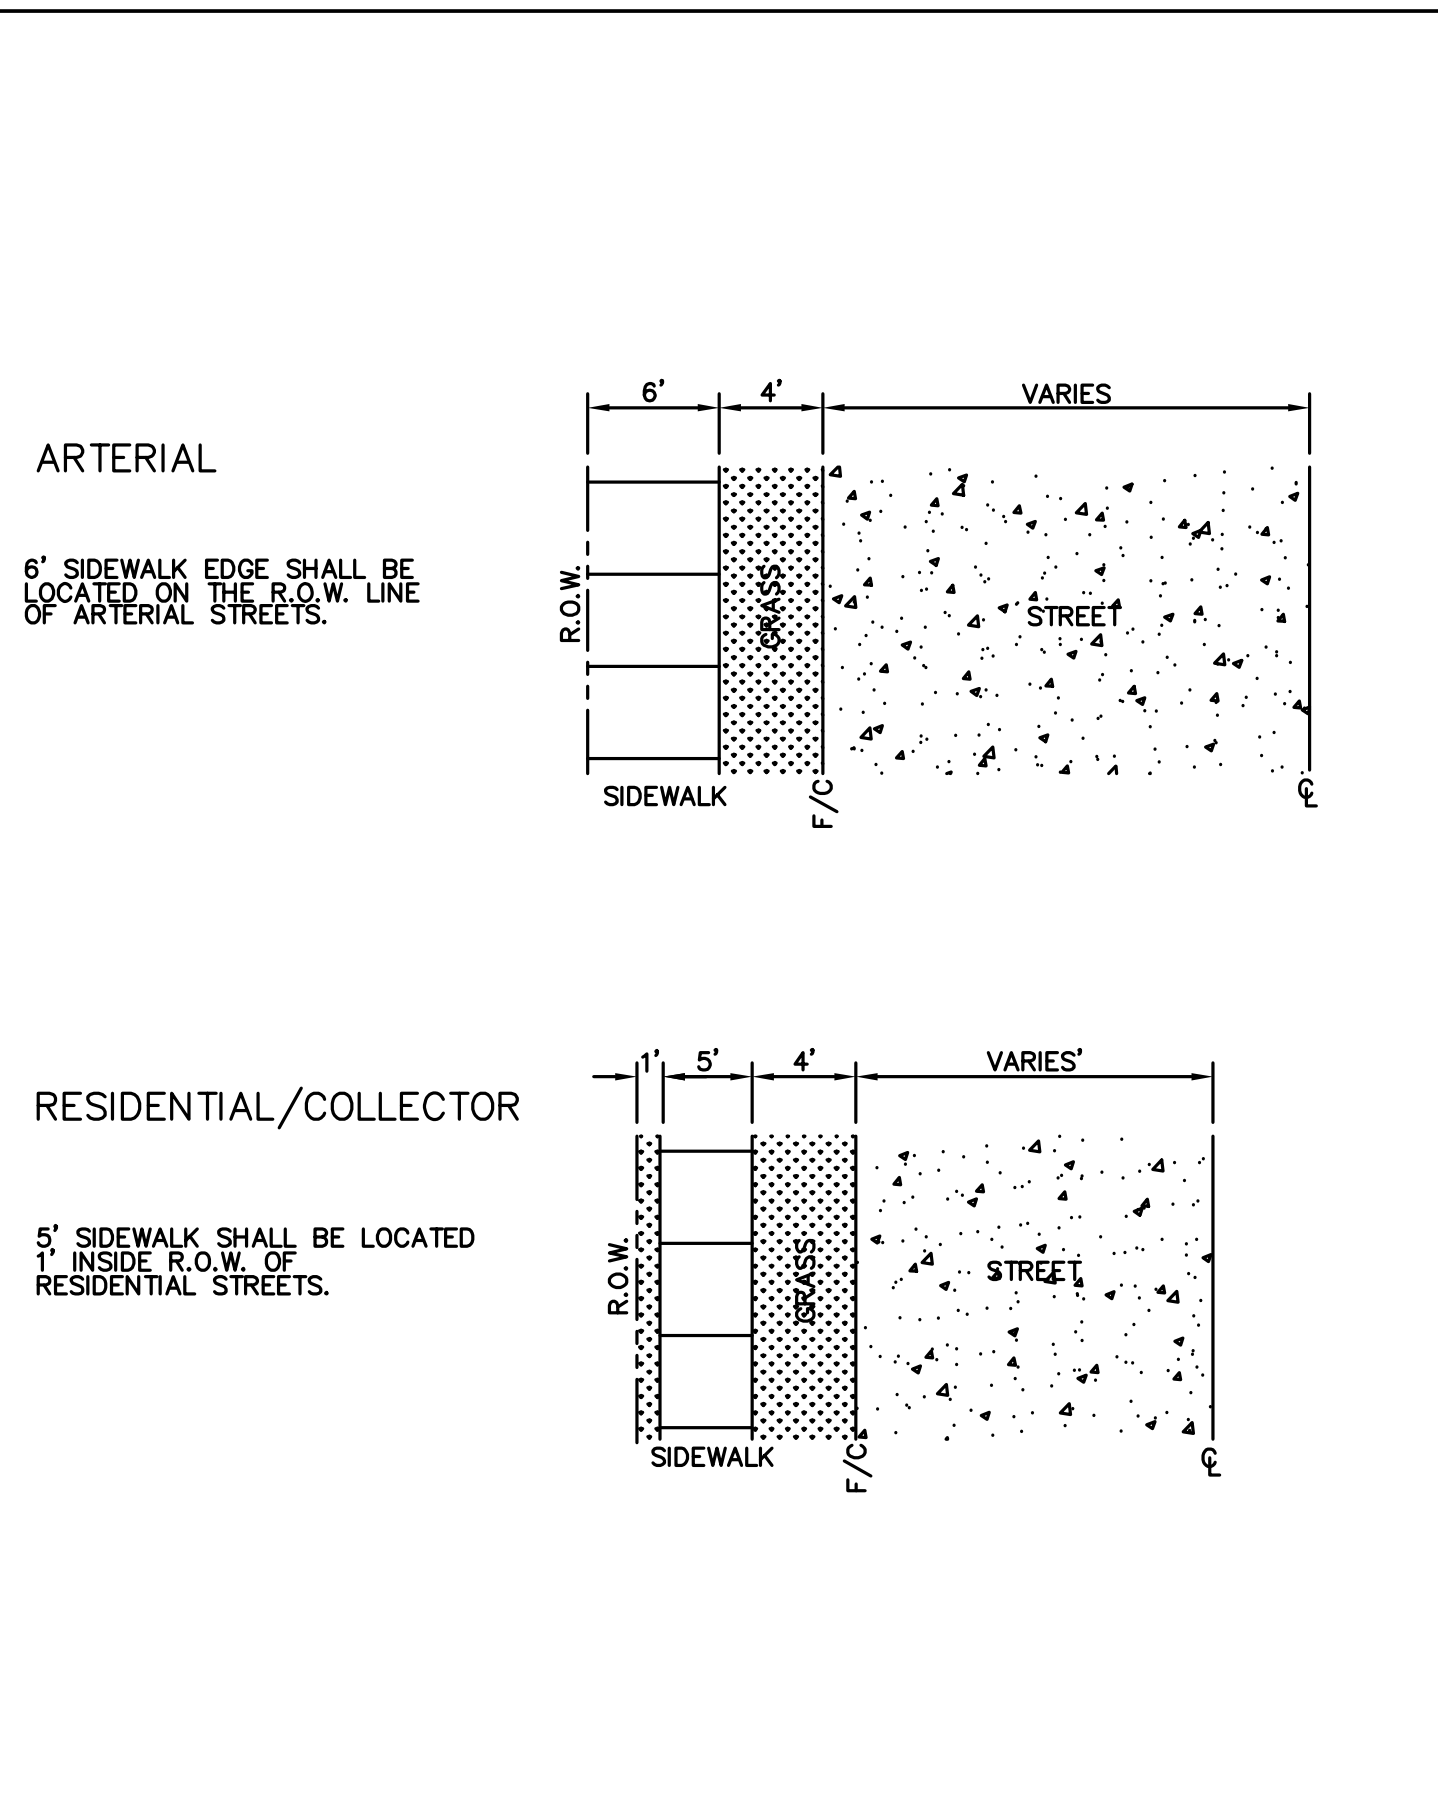 6' 4' VARIES
ARTERIAL
6' SIDEWALK EDGE SHALL BE
LOCATED ON THE R.O.W. LINE
OF ARTERIAL STREETS.
R.O.W.
GRASS
STREET
SIDEWALK
F/C
℄
1' 5' 4' VARIES'
RESIDENTIAL/COLLECTOR
5' SIDEWALK SHALL BE LOCATED
1' INSIDE R.O.W. OF
RESIDENTIAL STREETS.
R.O.W.
GRASS
STREET
SIDEWALK
F/C
℄